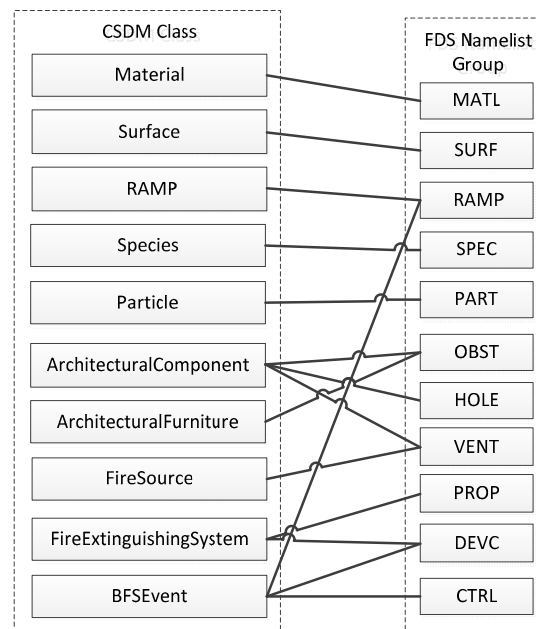 CSDM Class
Material
Surface
RAMP
Species
Particle
ArchitecturalComponent
ArchitecturalFurniture
FireSource
FireExtinguishingSystem
BFSEvent
FDS Namelist
Group
MATL
SURF
RAMP
SPEC
PART
OBST
HOLE
VENT
PROP
DEVC
CTRL